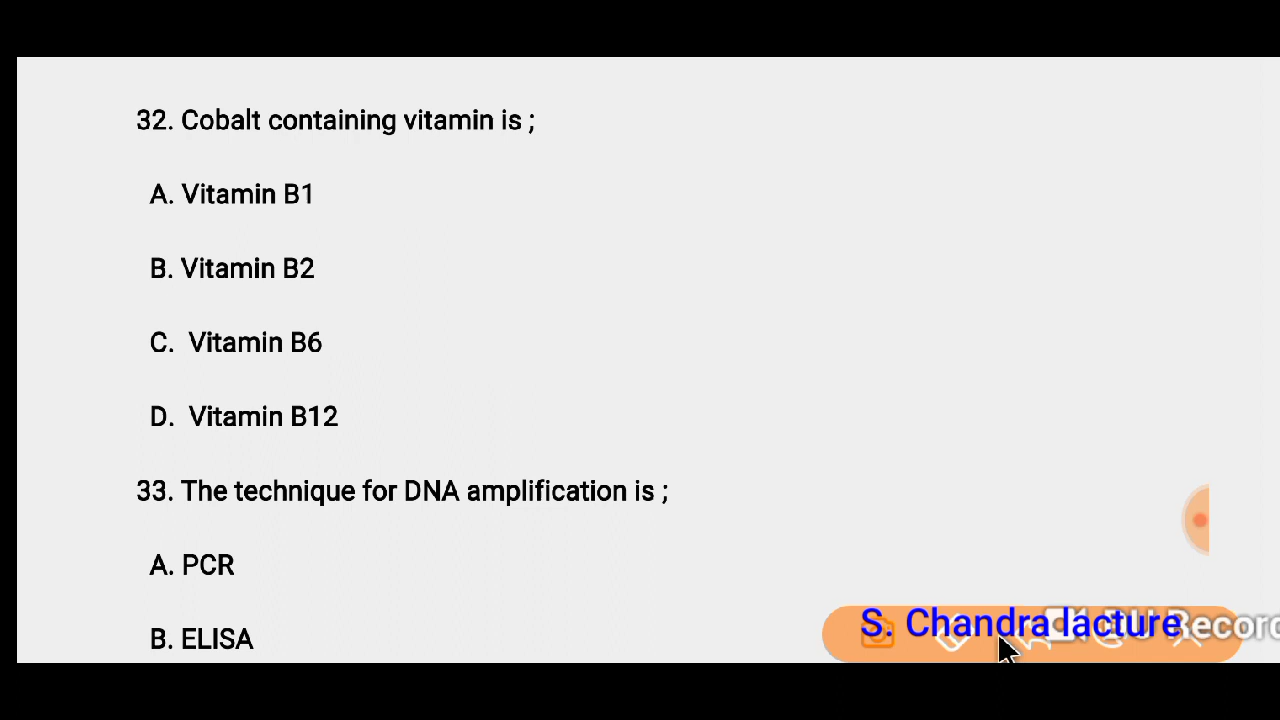 32. Cobalt containing vitamin is ;
A. Vitamin B1
B. Vitamin B2
C. Vitamin B6
D. Vitamin B12
33. The technique for DNA amplification is ;
A. PCR
B. ELISA
S. Chandra lacture
Recor